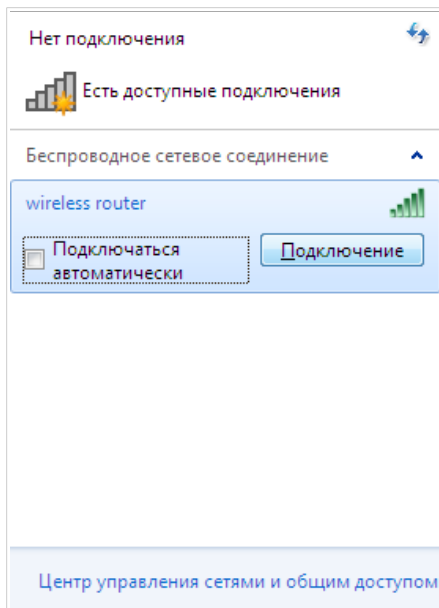 Нет подключения
Есть доступные подключения
Беспроводное сетевое соединение
wireless router
Подключаться
автоматически
Подключение
Центр управления сетями и общим доступом